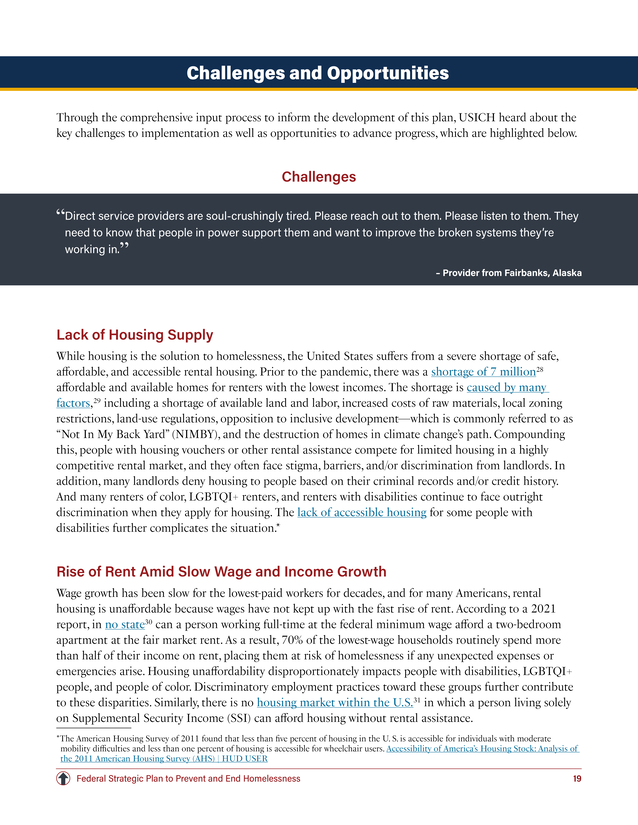 Challenges and Opportunities
Through the comprehensive input process to inform the development of this plan, USICH heard about the
key challenges to implementation as well as opportunities to advance progress, which are highlighted below.
Challenges
“Direct service providers are soul-crushingly tired. Please reach out to them. Please listen to them. They
need to know that people in power support them and want to improve the broken systems they’re
working in.”
– Provider from Fairbanks, Alaska
Lack of Housing Supply
While housing is the solution to homelessness, the United States suffers from a severe shortage of safe,
affordable, and accessible rental housing. Prior to the pandemic, there was a shortage of 7 million28
affordable and available homes for renters with the lowest incomes. The shortage is caused by many
factors,29 including a shortage of available land and labor, increased costs of raw materials, local zoning
restrictions, land-use regulations, opposition to inclusive development—which is commonly referred to as
“Not In My Back Yard” (NIMBY), and the destruction of homes in climate change’s path. Compounding
this, people with housing vouchers or other rental assistance compete for limited housing in a highly
competitive rental market, and they often face stigma, barriers, and/or discrimination from landlords. In
addition, many landlords deny housing to people based on their criminal records and/or credit history.
And many renters of color, LGBTQI+ renters, and renters with disabilities continue to face outright
discrimination when they apply for housing. The lack of accessible housing for some people with
disabilities further complicates the situation.*
Rise of Rent Amid Slow Wage and Income Growth
Wage growth has been slow for the lowest-paid workers for decades, and for many Americans, rental
housing is unaffordable because wages have not kept up with the fast rise of rent. According to a 2021
report, in no state30 can a person working full-time at the federal minimum wage afford a two-bedroom
apartment at the fair market rent. As a result, 70% of the lowest-wage households routinely spend more
than half of their income on rent, placing them at risk of homelessness if any unexpected expenses or
emergencies arise. Housing unaffordability disproportionately impacts people with disabilities, LGBTQI+
people, and people of color. Discriminatory employment practices toward these groups further contribute
to these disparities. Similarly, there is no housing market within the U.S.31 in which a person living solely
on Supplemental Security Income (SSI) can afford housing without rental assistance.
*The American Housing Survey of 2011 found that less than five percent of housing in the U. S. is accessible for individuals with moderate
mobility difficulties and less than one percent of housing is accessible for wheelchair users. Accessibility of America’s Housing Stock: Analysis of
the 2011 American Housing Survey (AHS) | HUD USER
Federal Strategic Plan to Prevent and End Homelessness
19